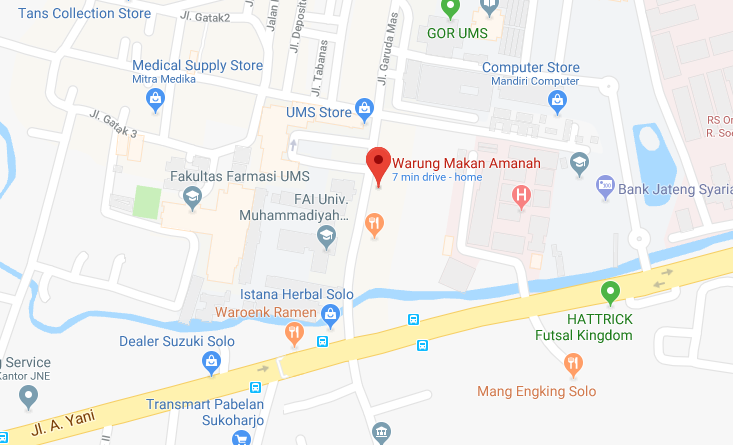 Tans Collection Store
Jl. Gatak2
Jalan
Jl. Deposito
Jl. Tabanas
Jl. Garuda Mas
GOR UMS
Medical Supply Store
Mitra Medika
Computer Store
Mandiri Computer
UMS Store
Jl. Gatak 3
RS Or
R. Soe
Warung Makan Amanah
7 min drive - home
Fakultas Farmasi UMS
FAI Univ.
Muhammadiyah...
H
Bank Jateng Syaria
Istana Herbal Solo
Waroenk Ramen
HATTRICK
Futsal Kingdom
Dealer Suzuki Solo
g Service
Kantor JNE
Mang Engking Solo
Transmart Pabelan
Sukoharjo
Jl. A. Yani